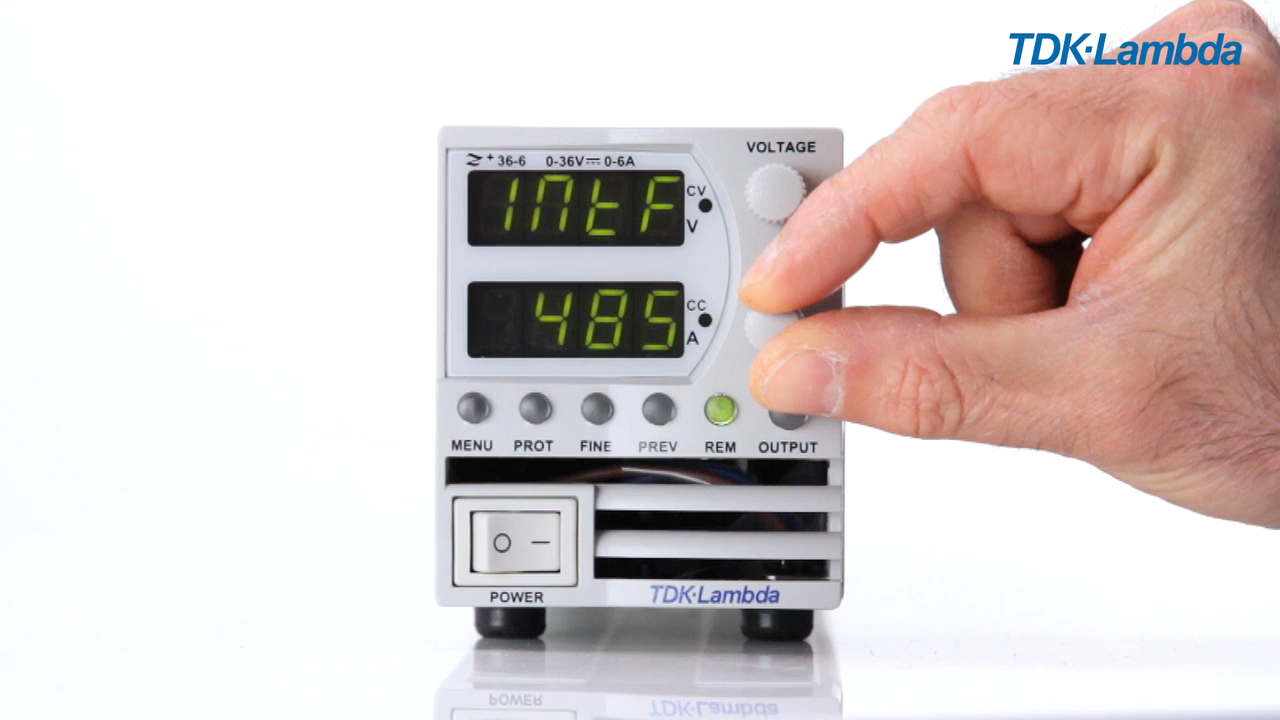 TDK·Lambda
Z+ 36-6 0-36V⎓0-6A
VOLTAGE
INtF
CV
V
485
CC
A
MENU PROT FINE PREV REM OUTPUT
O —
POWER
TDK·Lambda